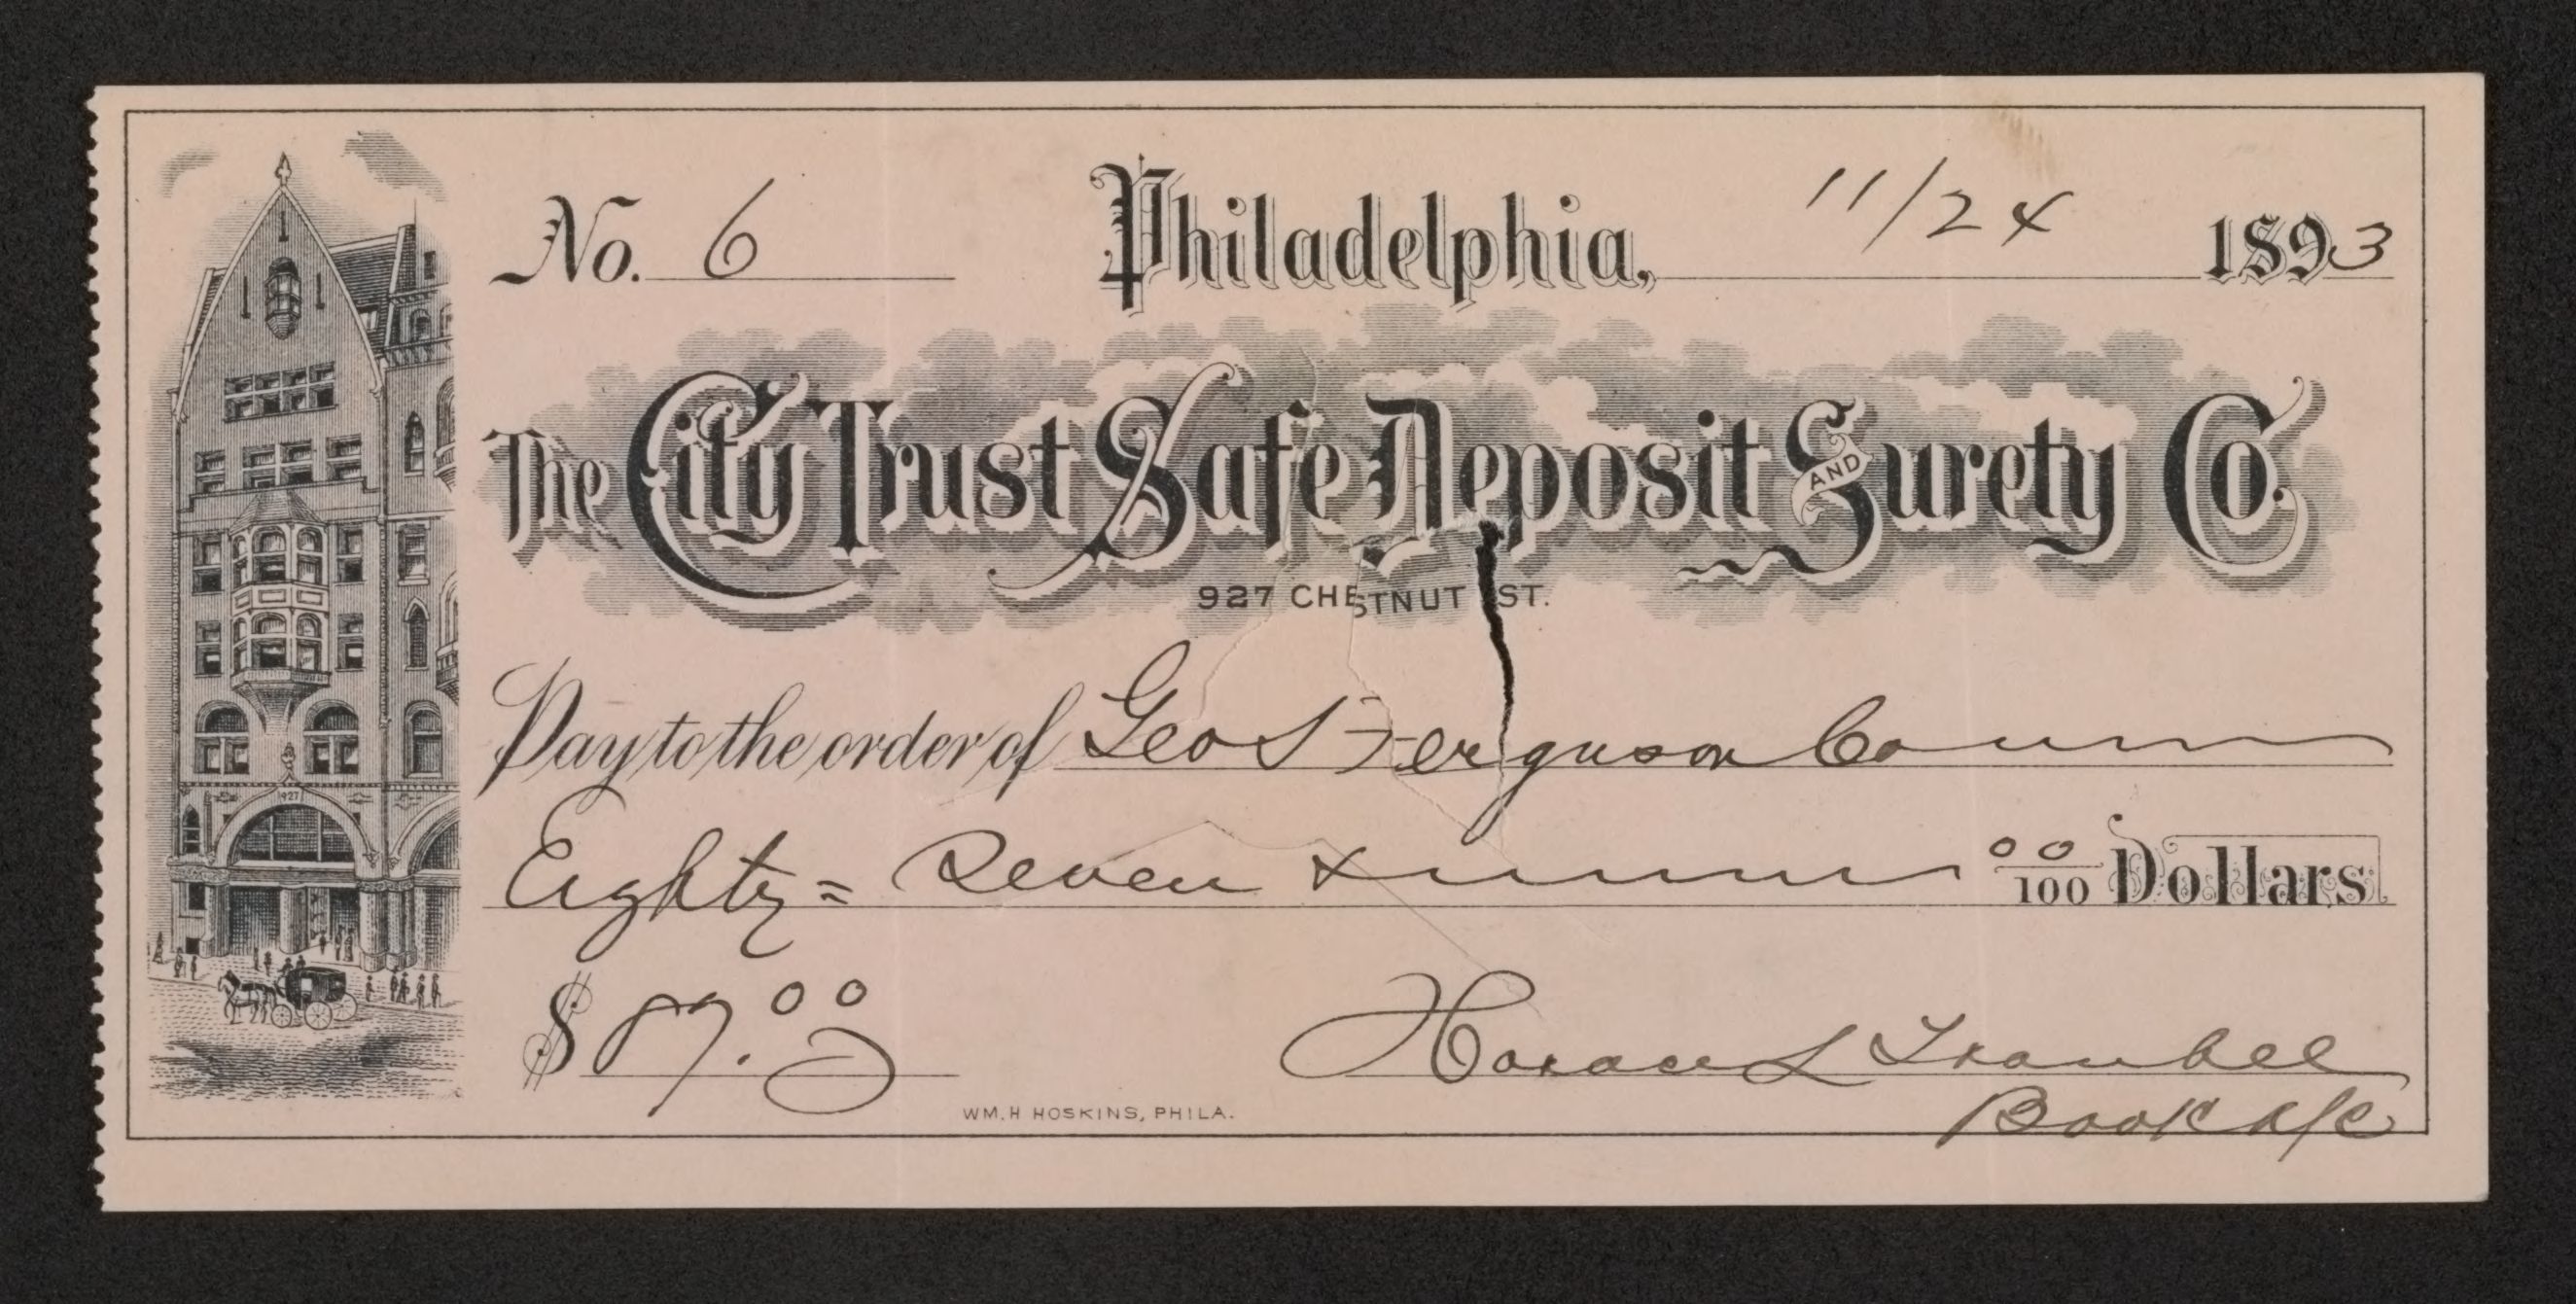 No. 6 Philadelphia, 11/24 1893
The City Trust Safe Deposit AND Surety Co.
927 CHESTNUT ST.
Pay to the order of Geo S Ferguson Co
Eighty = Seven x 00/100 Dollars
$ 87.00
Horace L Traubel
Book a/c
WM. H HOSKINS, PHILA.
927